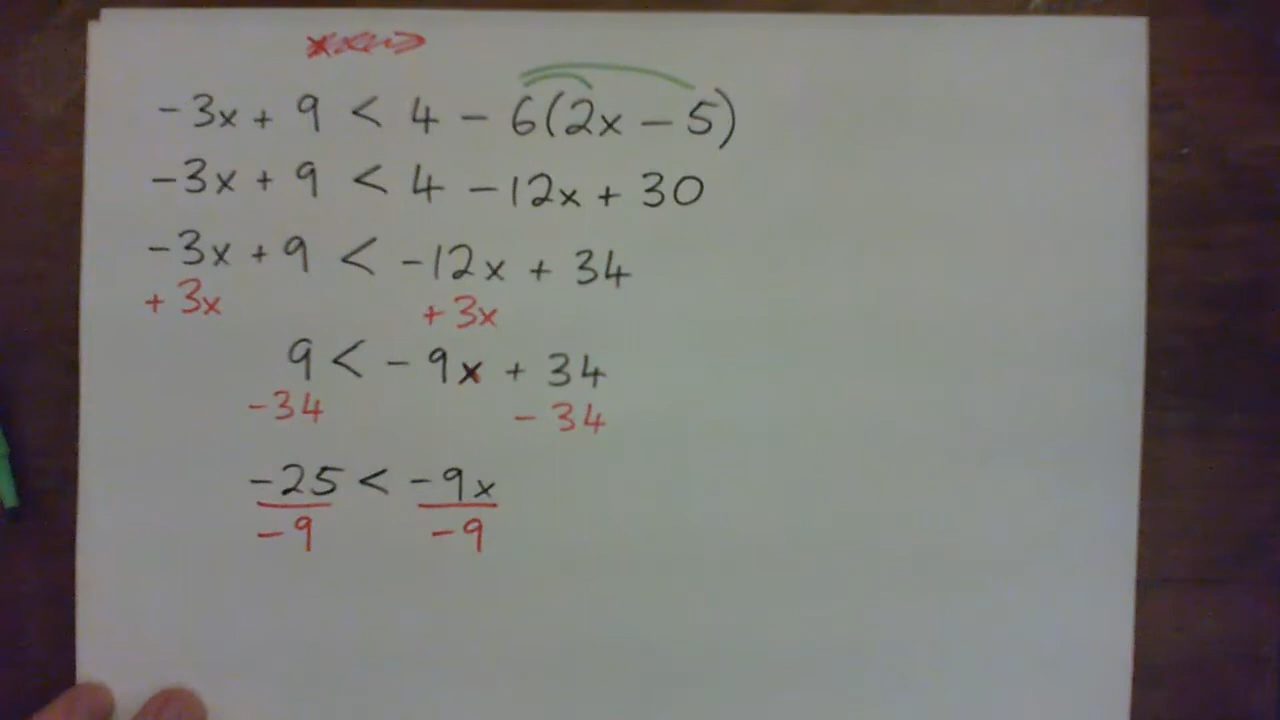 -3x + 9 < 4 - 6(2x - 5)
-3x + 9 < 4 - 12x + 30
-3x + 9 < -12x + 34
+ 3x + 3x
9 < - 9x + 34
-34 - 34
-25 < -9x
-9 -9